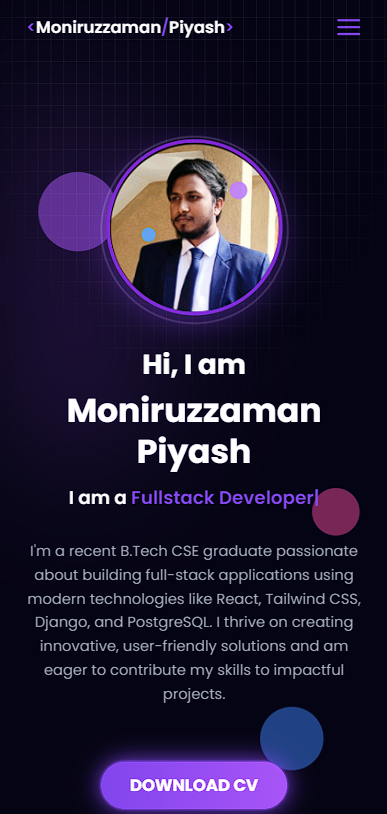 <Moniruzzaman/Piyash>
Hi, I am
Moniruzzaman
Piyash
I am a Fullstack Developer|
I'm a recent B.Tech CSE graduate passionate
about building full-stack applications using
modern technologies like React, Tailwind CSS,
Django, and PostgreSQL. I thrive on creating
innovative, user-friendly solutions and am
eager to contribute my skills to impactful
projects.
DOWNLOAD CV